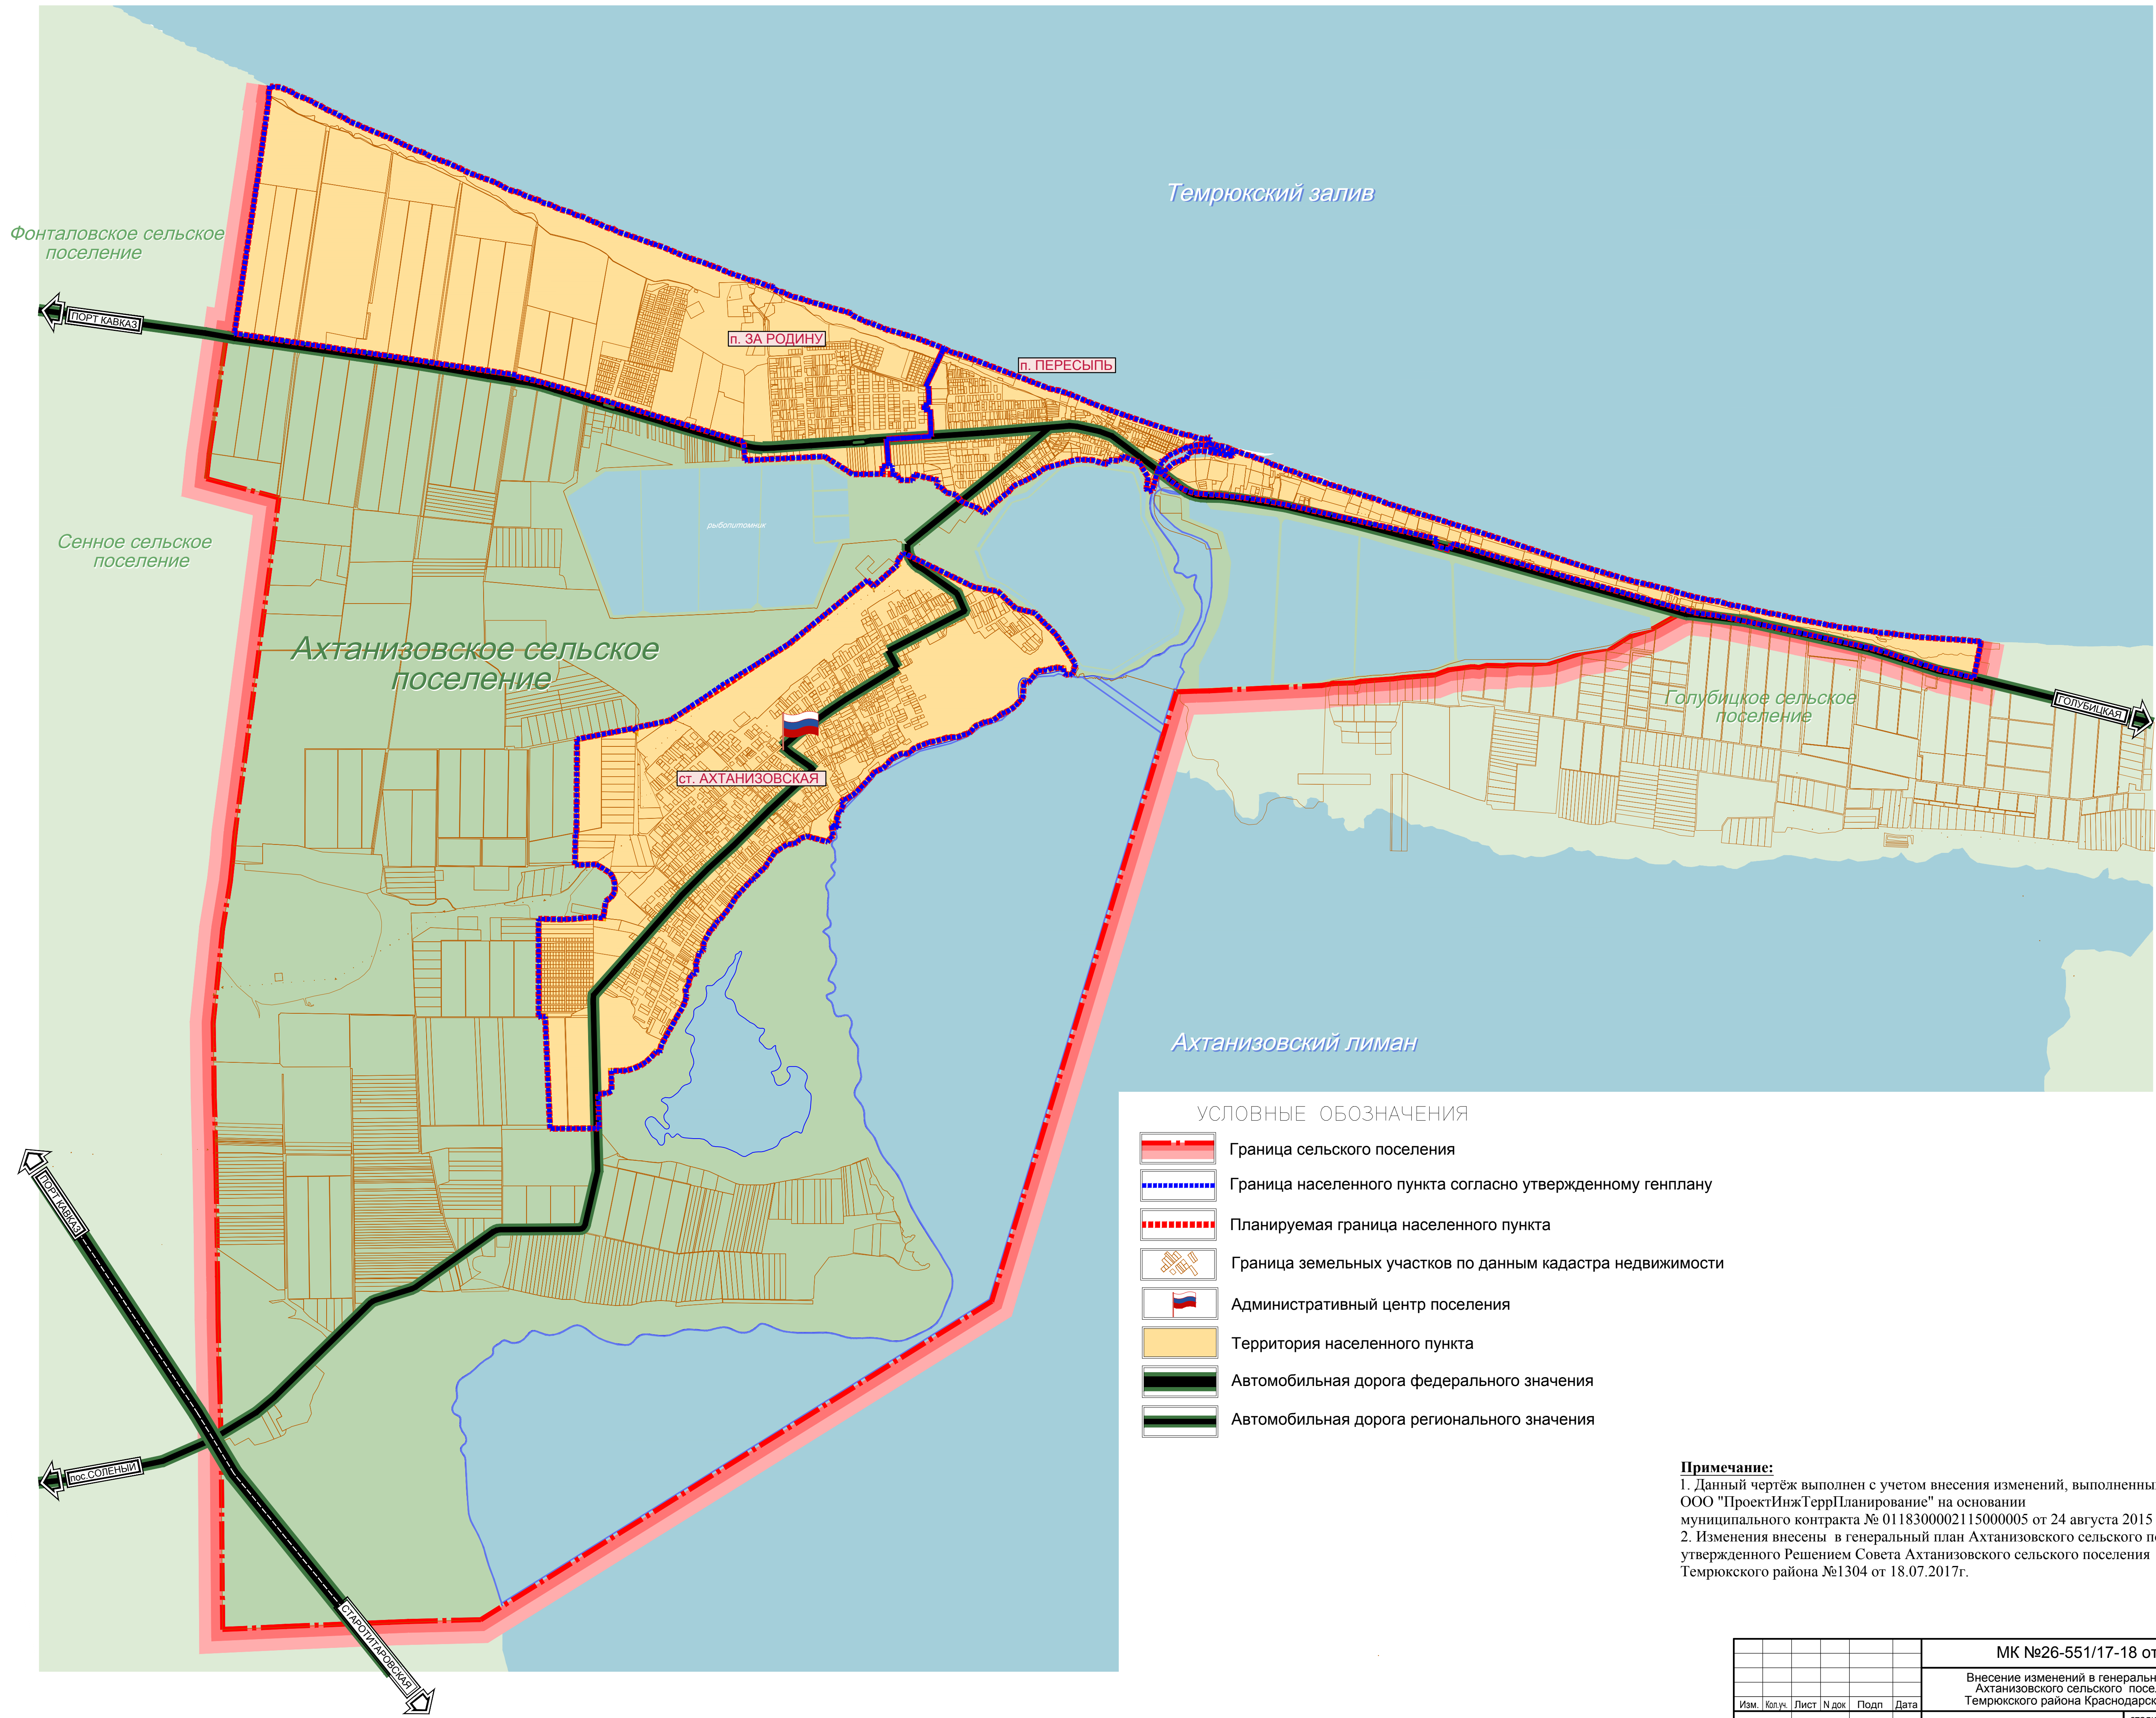 Темрюкский залив
Фонталовское сельское
поселение
ПОРТ КАВКАЗ
п. ЗА РОДИНУ
п. ПЕРЕСЫПЬ
рыбопитомник
Сенное сельское
поселение
Ахтанизовское сельское
поселение
Голубицкое сельское
поселение
ГОЛУБИЦКАЯ
ст. АХТАНИЗОВСКАЯ
Ахтанизовский лиман
ПОРТ КАВКАЗ
пос.СОЛЕНЫЙ
СТАРОТИТАРОВСКАЯ
УСЛОВНЫЕ ОБОЗНАЧЕНИЯ
Граница сельского поселения
Граница населенного пункта согласно утвержденному генплану
Планируемая граница населенного пункта
Граница земельных участков по данным кадастра недвижимости
Административный центр поселения
Территория населенного пункта
Автомобильная дорога федерального значения
Автомобильная дорога регионального значения
Примечание:
1. Данный чертёж выполнен с учетом внесения изменений, выполненны
ООО "ПроектИнжТеррПланирование" на основании
муниципального контракта № 0118300002115000005 от 24 августа 2015
2. Изменения внесены в генеральный план Ахтанизовского сельского п
утвержденного Решением Совета Ахтанизовского сельского поселения
Темрюкского района №1304 от 18.07.2017г.
МК №26-551/17-18 от
Внесение изменений в генеральн
Ахтанизовского сельского посел
Темрюкского района Краснодарск
Изм. Кол.уч. Лист N док Подп Дата